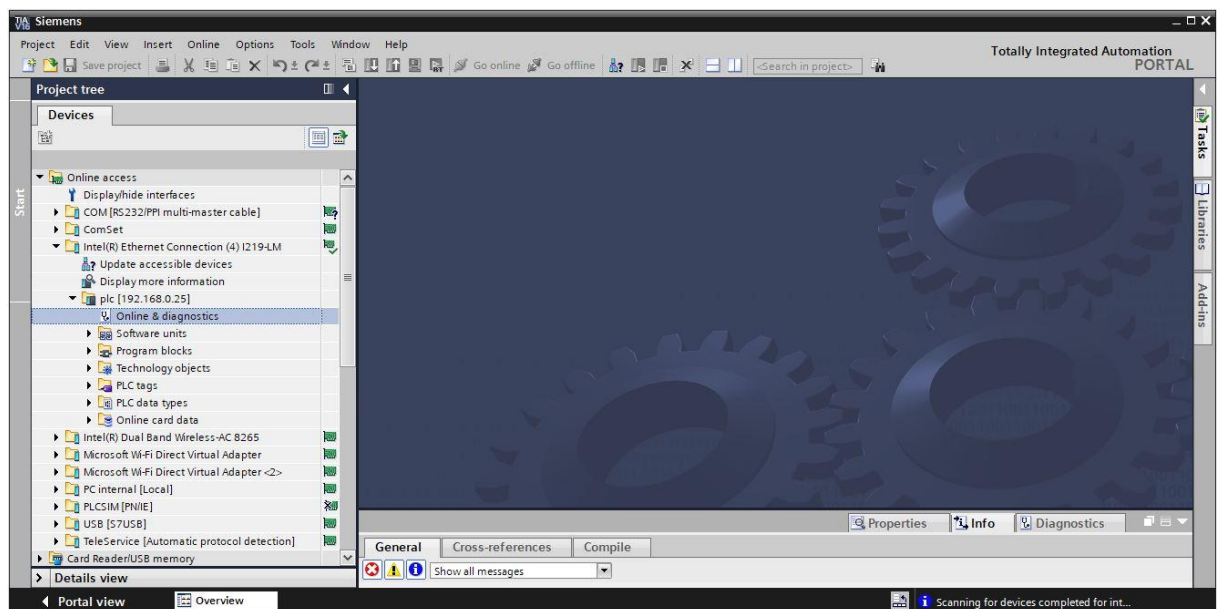 Siemens
Project Edit View Insert Online Options Tools Window Help
Totally Integrated Automation
PORTAL
Save project
Go online
Go offline
<Search in project>
Project tree
Devices
Start
Online access
Display/hide interfaces
COM [RS232/PPI multi-master cable]
ComSet
Intel(R) Ethernet Connection (4) I219-LM
Update accessible devices
Display more information
plc [192.168.0.25]
Online & diagnostics
Software units
Program blocks
Technology objects
PLC tags
PLC data types
Online card data
Intel(R) Dual Band Wireless-AC 8265
Microsoft Wi-Fi Direct Virtual Adapter
Microsoft Wi-Fi Direct Virtual Adapter <2>
PC internal [Local]
PLCSIM [PN/IE]
USB [S7USB]
TeleService [Automatic protocol detection]
Card Reader/USB memory
Details view
Tasks
Libraries
Add-ins
Properties
Info
Diagnostics
General
Cross-references
Compile
Show all messages
Portal view
Overview
Scanning for devices completed for int...